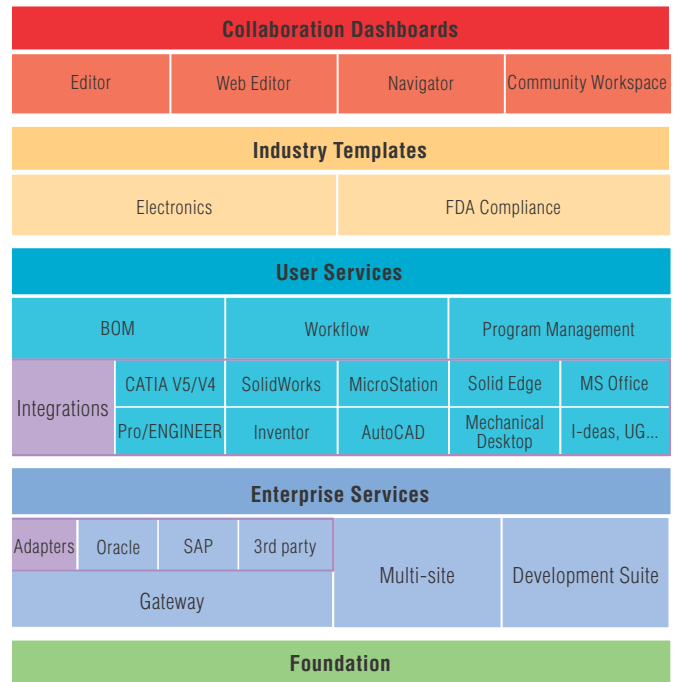 Collaboration Dashboards
Editor
Web Editor
Navigator
Community Workspace
Industry Templates
Electronics
FDA Compliance
User Services
BOM
Workflow
Program Management
Integrations
CATIA V5/V4
SolidWorks
MicroStation
Solid Edge
MS Office
Pro/ENGINEER
Inventor
AutoCAD
Mechanical
Desktop
I-deas, UG...
Enterprise Services
Adapters
Oracle
SAP
3rd party
Gateway
Multi-site
Development Suite
Foundation